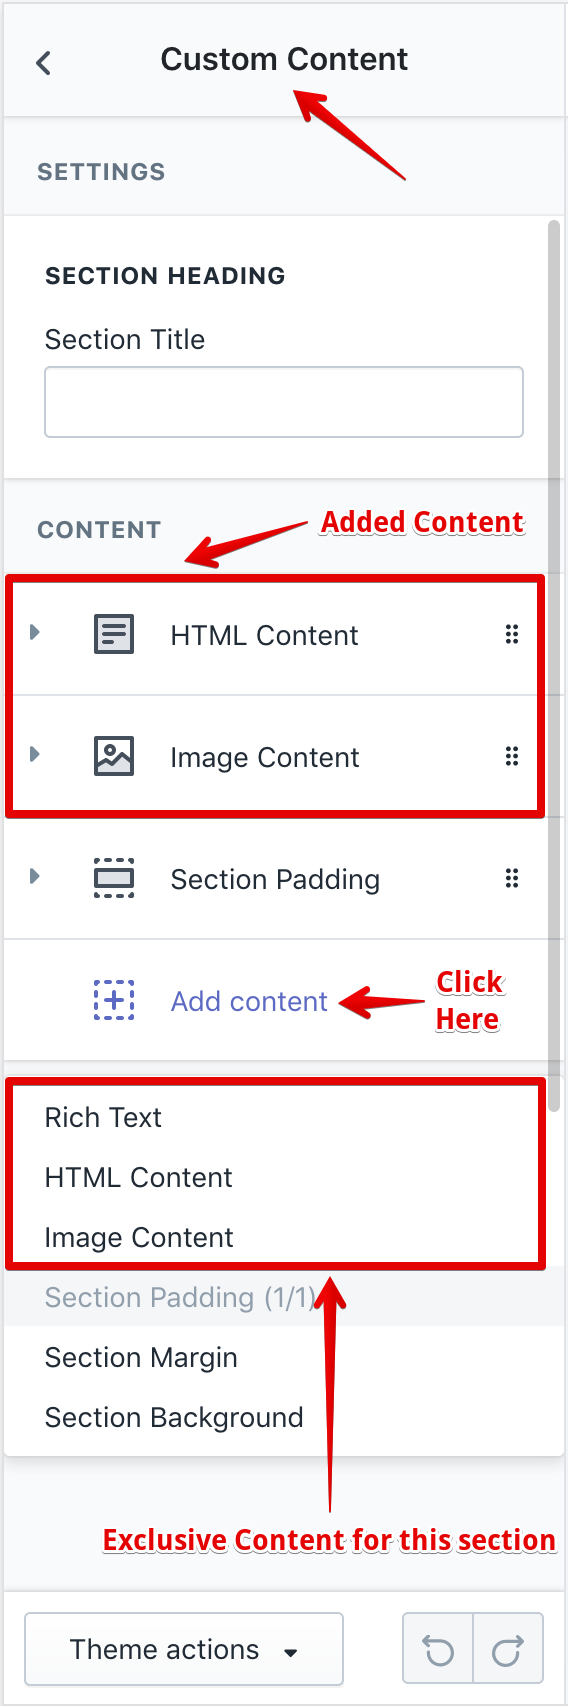 Custom Content
SETTINGS
SECTION HEADING
Section Title
Added Content
CONTENT
HTML Content
Image Content
Section Padding
Add content
Click
Here
Rich Text
HTML Content
Image Content
Section Padding (1/1)
Section Margin
Section Background
Exclusive Content for this section
Theme actions